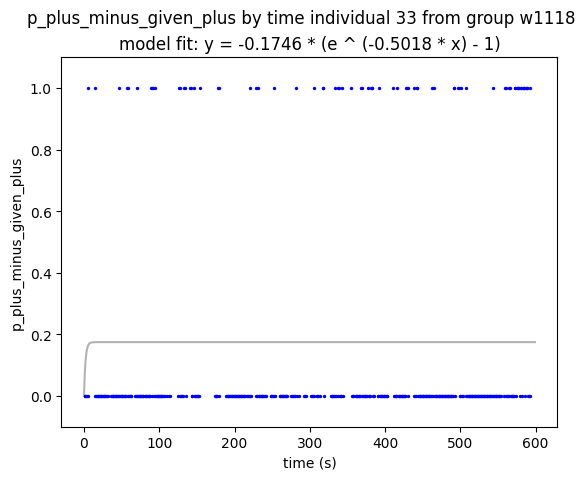 p_plus_minus_given_plus by time individual 33 from group w1118
model fit: y = -0.1746 * (e ^ (-0.5018 * x) - 1)
p_plus_minus_given_plus
1.0
0.8
0.6
0.4
0.2
0.0
0 100 200 300 400 500 600
time (s)